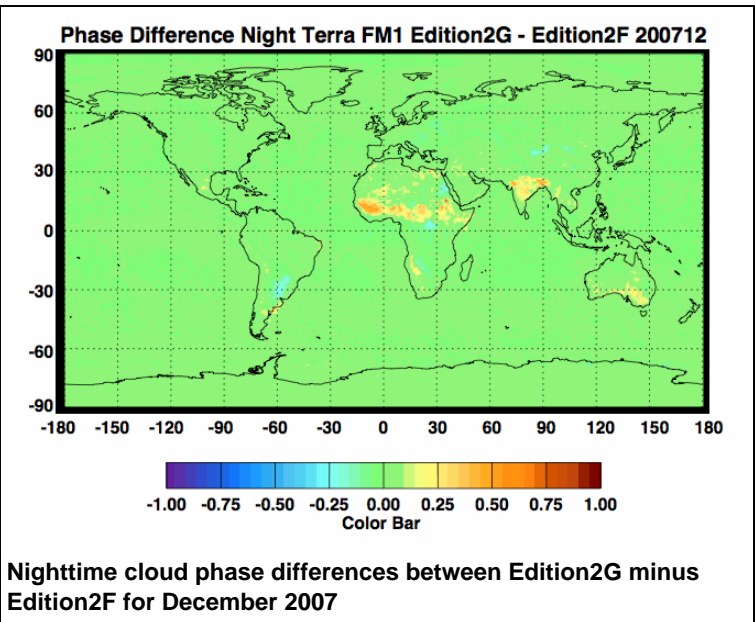 Phase Difference Night Terra FM1 Edition2G - Edition2F 200712
90
60
30
0
-30
-60
-90
-180 -150 -120 -90 -60 -30 0 30 60 90 120 150 180
-1.00 -0.75 -0.50 -0.25 0.00 0.25 0.50 0.75 1.00
Color Bar
Nighttime cloud phase differences between Edition2G minus
Edition2F for December 2007